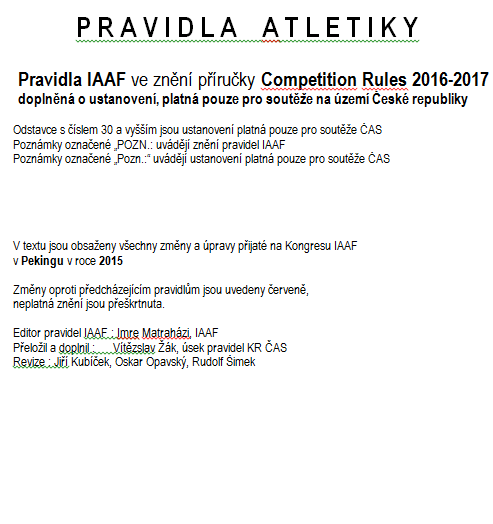 PRAVIDLA ATLETIKY
Pravidla IAAF ve znění příručky Competition Rules 2016-2017
doplněná o ustanovení, platná pouze pro soutěže na území České republiky
Odstavce s číslem 30 a vyšším jsou ustanovení platná pouze pro soutěže ČAS
Poznámky označené „POZN.: uvádějí znění pravidel IAAF
Poznámky označené „Pozn.:“ uvádějí ustanovení platná pouze pro soutěže ČAS
V textu jsou obsaženy všechny změny a úpravy přijaté na Kongresu IAAF
v Pekingu v roce 2015
Změny oproti předcházejícím pravidlům jsou uvedeny červeně,
neplatná znění jsou přeškrtnuta.
Editor pravidel IAAF : Imre Matraházi, IAAF
Přeložil a doplnil : Vítězslav Žák, úsek pravidel KR ČAS
Revize : Jiří Kubíček, Oskar Opavský, Rudolf Šimek